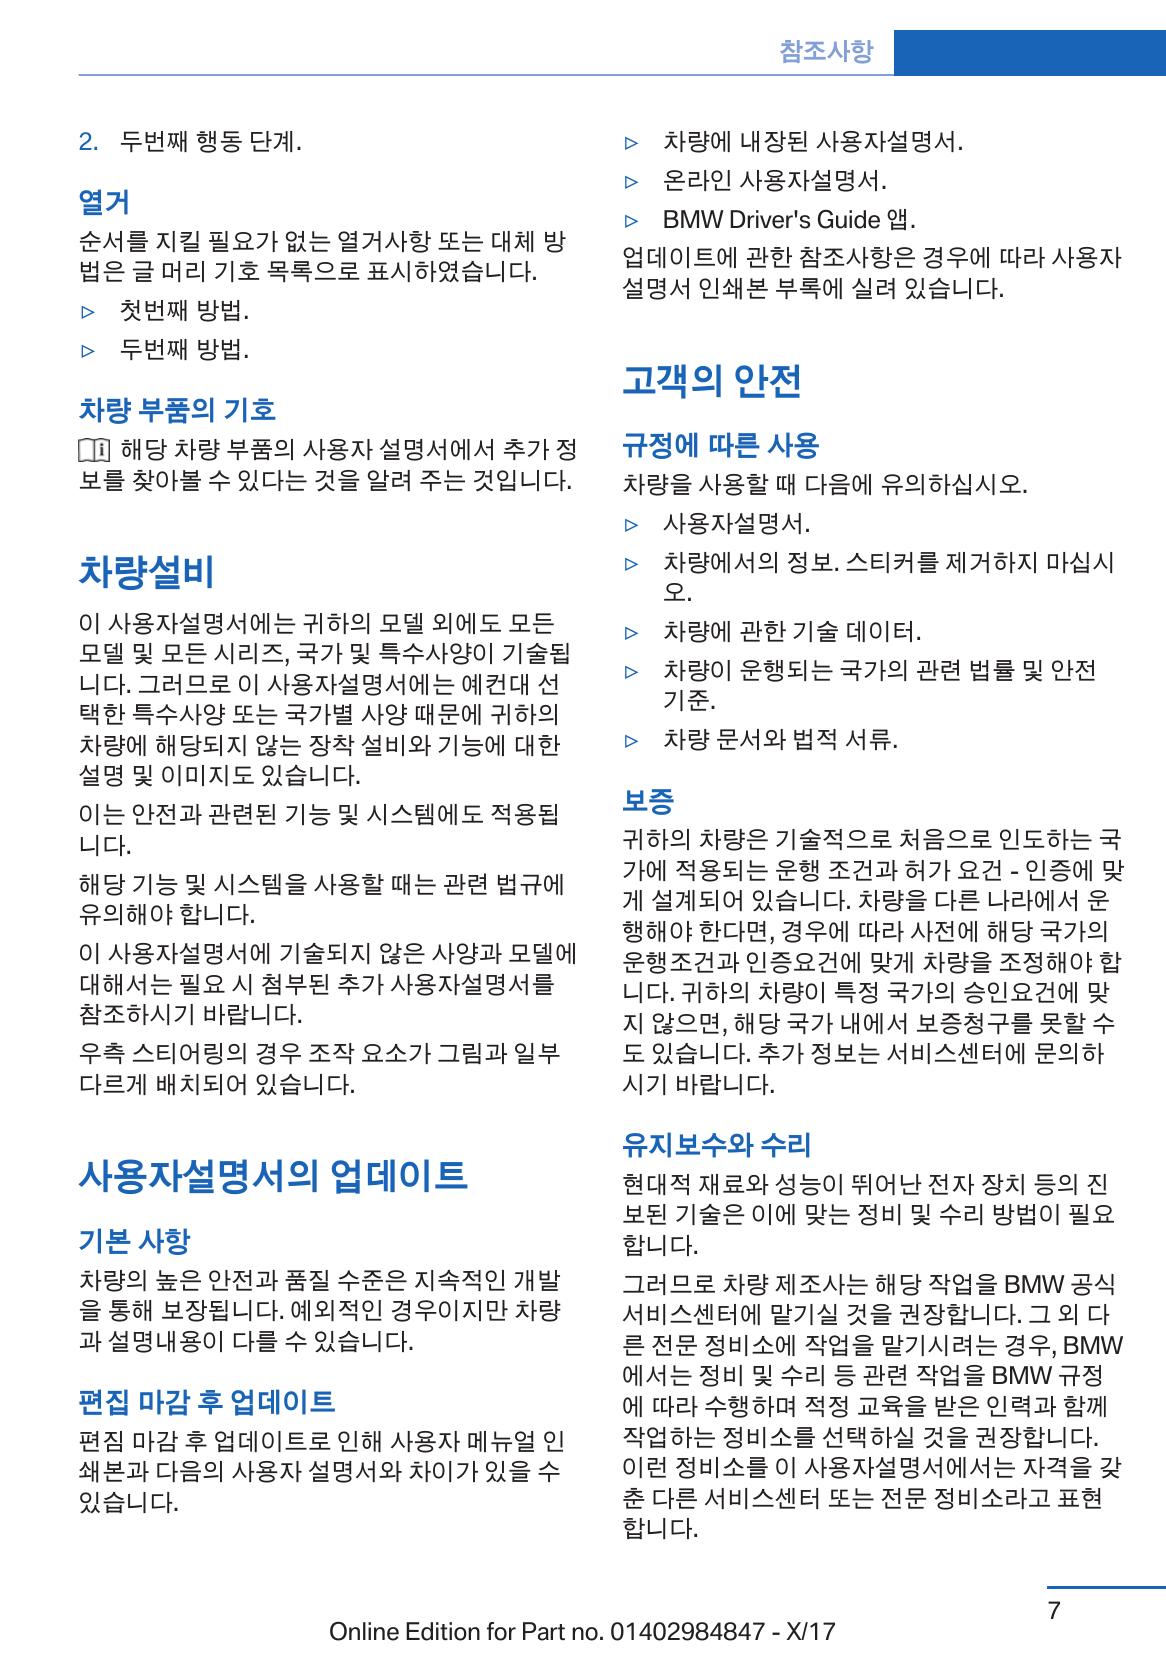 참조사항
2. 두번째 행동 단계.
열거
순서를 지킬 필요가 없는 열거사항 또는 대체 방
법은 글 머리 기호 목록으로 표시하였습니다.
▷ 첫번째 방법.
▷ 두번째 방법.
차량 부품의 기호
해당 차량 부품의 사용자 설명서에서 추가 정
보를 찾아볼 수 있다는 것을 알려 주는 것입니다.
차량설비
이 사용자설명서에는 귀하의 모델 외에도 모든
모델 및 모든 시리즈, 국가 및 특수사양이 기술됩
니다. 그러므로 이 사용자설명서에는 예컨대 선
택한 특수사양 또는 국가별 사양 때문에 귀하의
차량에 해당되지 않는 장착 설비와 기능에 대한
설명 및 이미지도 있습니다.
이는 안전과 관련된 기능 및 시스템에도 적용됩
니다.
해당 기능 및 시스템을 사용할 때는 관련 법규에
유의해야 합니다.
이 사용자설명서에 기술되지 않은 사양과 모델에
대해서는 필요 시 첨부된 추가 사용자설명서를
참조하시기 바랍니다.
우측 스티어링의 경우 조작 요소가 그림과 일부
다르게 배치되어 있습니다.
사용자설명서의 업데이트
기본 사항
차량의 높은 안전과 품질 수준은 지속적인 개발
을 통해 보장됩니다. 예외적인 경우이지만 차량
과 설명내용이 다를 수 있습니다.
편집 마감 후 업데이트
편짐 마감 후 업데이트로 인해 사용자 메뉴얼 인
쇄본과 다음의 사용자 설명서와 차이가 있을 수
있습니다.
▷ 차량에 내장된 사용자설명서.
▷ 온라인 사용자설명서.
▷ BMW Driver's Guide 앱.
업데이트에 관한 참조사항은 경우에 따라 사용자
설명서 인쇄본 부록에 실려 있습니다.
고객의 안전
규정에 따른 사용
차량을 사용할 때 다음에 유의하십시오.
▷ 사용자설명서.
▷ 차량에서의 정보. 스티커를 제거하지 마십시
오.
▷ 차량에 관한 기술 데이터.
▷ 차량이 운행되는 국가의 관련 법률 및 안전
기준.
▷ 차량 문서와 법적 서류.
보증
귀하의 차량은 기술적으로 처음으로 인도하는 국
가에 적용되는 운행 조건과 허가 요건 - 인증에 맞
게 설계되어 있습니다. 차량을 다른 나라에서 운
행해야 한다면, 경우에 따라 사전에 해당 국가의
운행조건과 인증요건에 맞게 차량을 조정해야 합
니다. 귀하의 차량이 특정 국가의 승인요건에 맞
지 않으면, 해당 국가 내에서 보증청구를 못할 수
도 있습니다. 추가 정보는 서비스센터에 문의하
시기 바랍니다.
유지보수와 수리
현대적 재료와 성능이 뛰어난 전자 장치 등의 진
보된 기술은 이에 맞는 정비 및 수리 방법이 필요
합니다.
그러므로 차량 제조사는 해당 작업을 BMW 공식
서비스센터에 맡기실 것을 권장합니다. 그 외 다
른 전문 정비소에 작업을 맡기시려는 경우, BMW
에서는 정비 및 수리 등 관련 작업을 BMW 규정
에 따라 수행하며 적정 교육을 받은 인력과 함께
작업하는 정비소를 선택하실 것을 권장합니다.
이런 정비소를 이 사용자설명서에서는 자격을 갖
춘 다른 서비스센터 또는 전문 정비소라고 표현
합니다.
7
Online Edition for Part no. 01402984847 - X/17